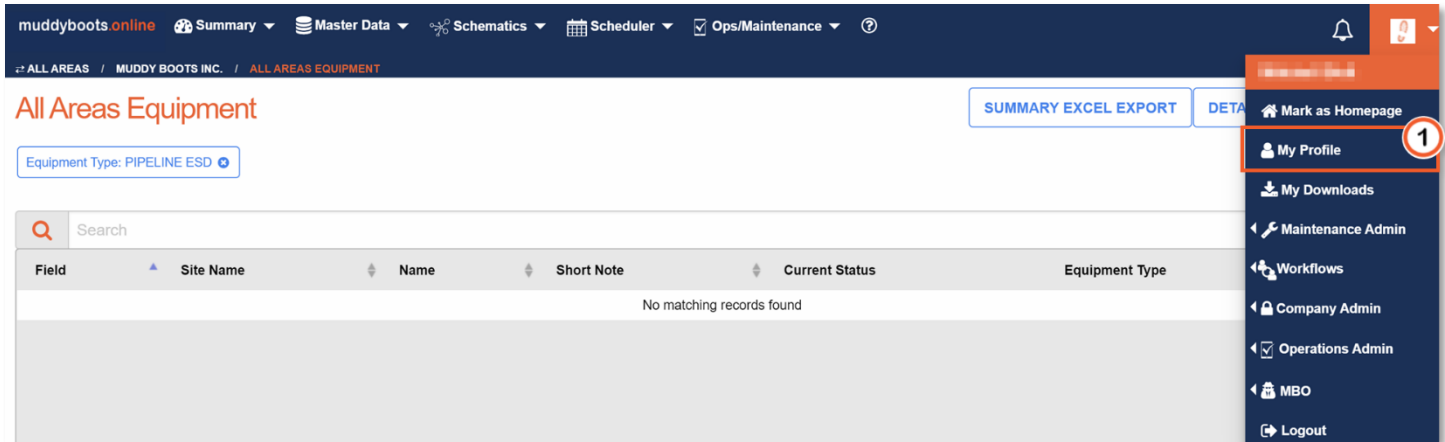 muddyboots.online Summary Master Data Schematics Scheduler Ops/Maintenance
ALL AREAS / MUDDY BOOTS INC. / ALL AREAS EQUIPMENT
All Areas Equipment
SUMMARY EXCEL EXPORT
DETA
Equipment Type: PIPELINE ESD
Search
Field Site Name Name Short Note Current Status Equipment Type
No matching records found
Mark as Homepage
My Profile
1
My Downloads
Maintenance Admin
Workflows
Company Admin
Operations Admin
MBO
Logout